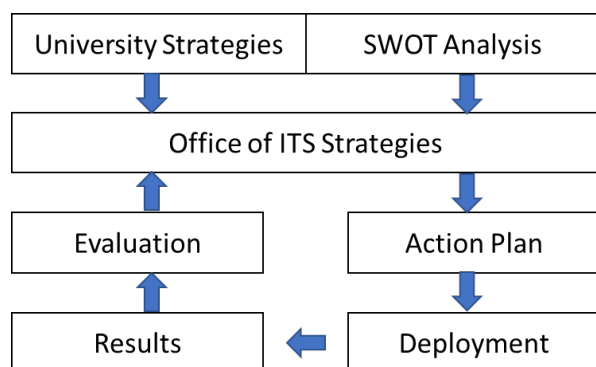 University Strategies
SWOT Analysis
Office of ITS Strategies
Evaluation
Action Plan
Results
Deployment